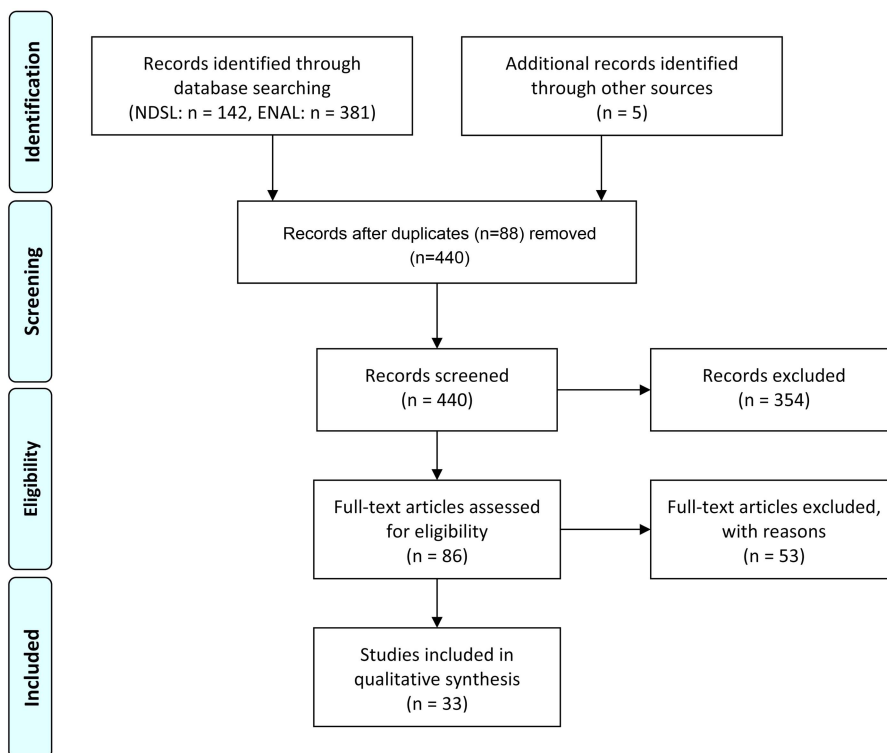 Identification
Records identified through
database searching
(NDSL: n = 142, ENAL: n = 381)
Additional records identified
through other sources
(n = 5)
Screening
Records after duplicates (n=88) removed
(n=440)
Records screened
(n = 440)
Records excluded
(n = 354)
Eligibility
Full-text articles assessed
for eligibility
(n = 86)
Full-text articles excluded,
with reasons
(n = 53)
Included
Studies included in
qualitative synthesis
(n = 33)